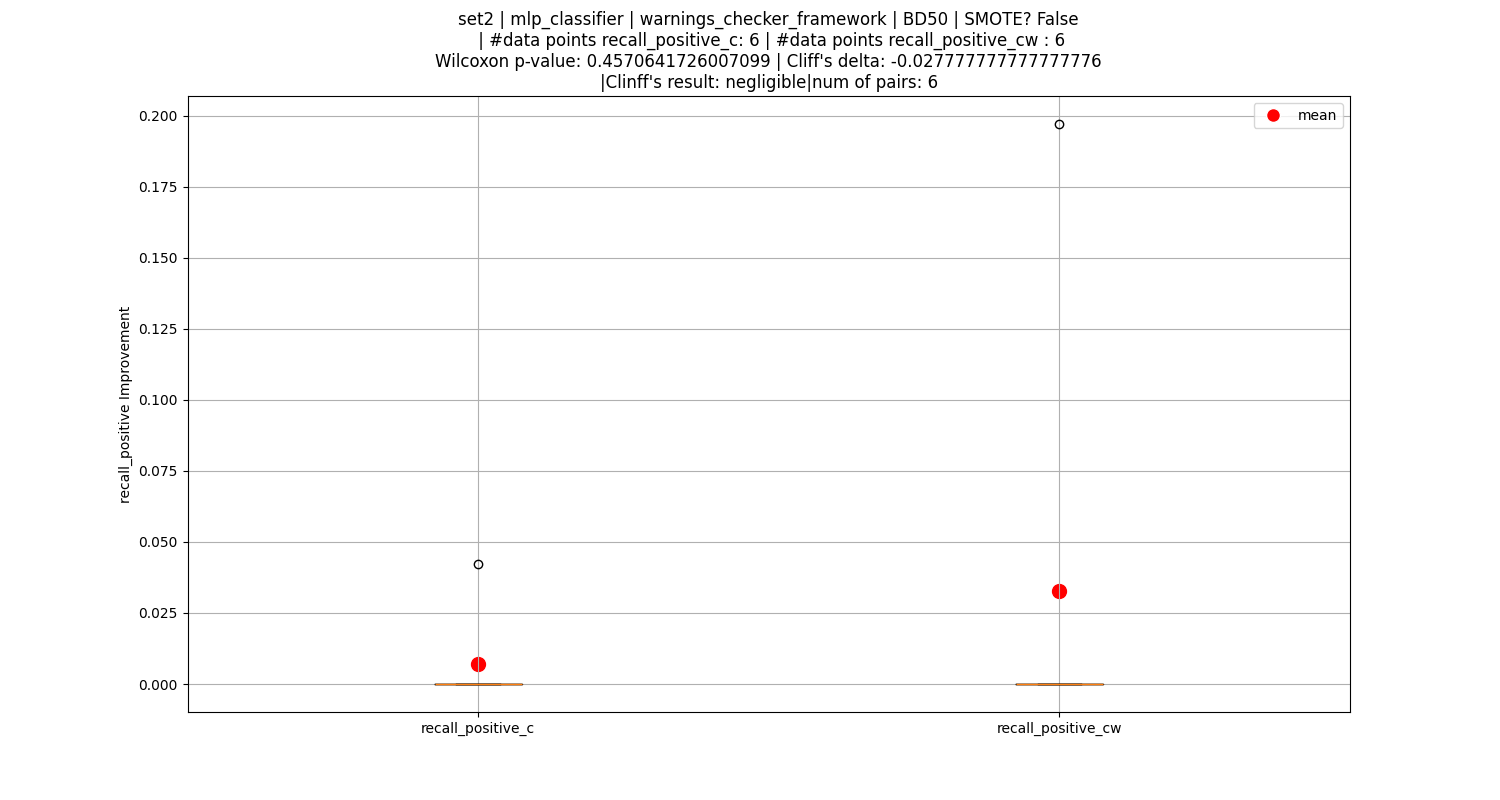 set2 | mlp_classifier | warnings_checker_framework | BD50 | SMOTE? False
| #data points recall_positive_c: 6 | #data points recall_positive_cw : 6
Wilcoxon p-value: 0.4570641726007099 | Cliff's delta: -0.027777777777777776
|Clinff's result: negligible|num of pairs: 6
mean
0.200
0.175
0.150
0.125
0.100
0.075
0.050
0.025
0.000
recall_positive Improvement
recall_positive_c
recall_positive_cw